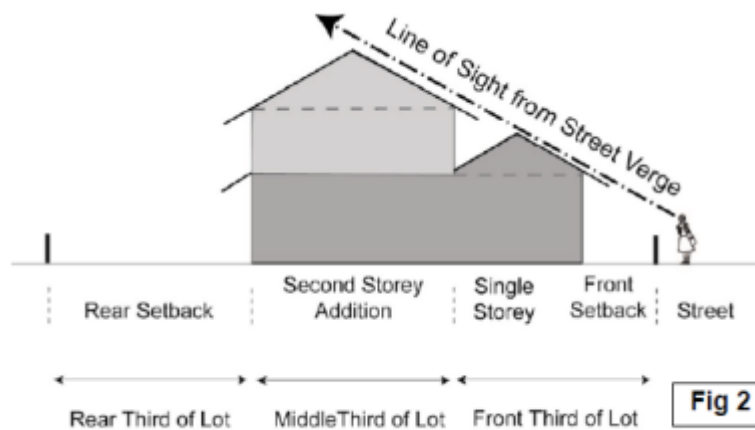 Line of Sight from Street Verge
Rear Setback
Second Storey
Addition
Single
Storey
Front
Setback
Street
Rear Third of Lot
MiddleThird of Lot
Front Third of Lot
Fig 2